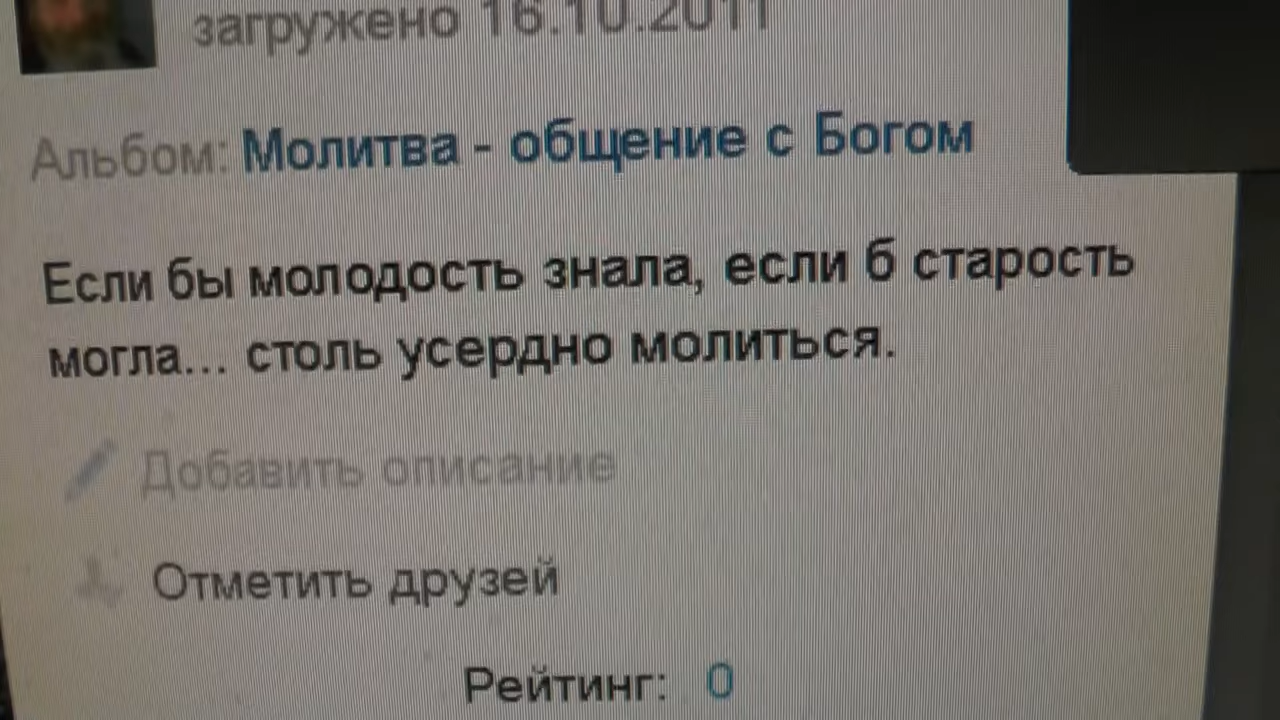 загружено 16.10.2011
Альбом: Молитва - общение с Богом
Если бы молодость знала, если б старость
могла... столь усердно молиться.
Добавить описание
Отметить друзей
Рейтинг: 0